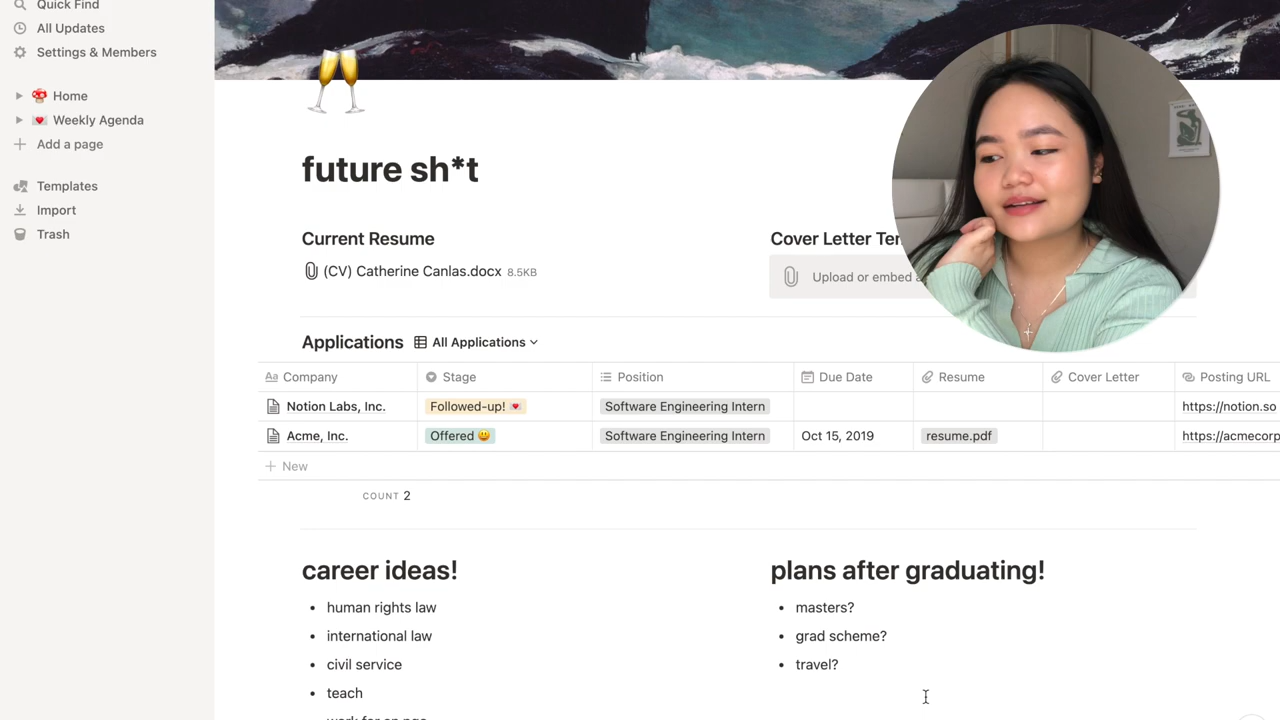 Quick Find
All Updates
Settings & Members
Home
Weekly Agenda
Add a page
Templates
Import
Trash
future sh*t
Current Resume
(CV) Catherine Canlas.docx 8.5KB
Cover Letter
Upload or embed
Applications All Applications
Company Stage Position Due Date Resume Cover Letter Posting URL
Notion Labs, Inc. Followed-up! Software Engineering Intern https://notion.so
Acme, Inc. Offered Software Engineering Intern Oct 15, 2019 resume.pdf https://acmecorp
New
COUNT 2
career ideas!
• human rights law
• international law
• civil service
• teach
plans after graduating!
• masters?
• grad scheme?
• travel?